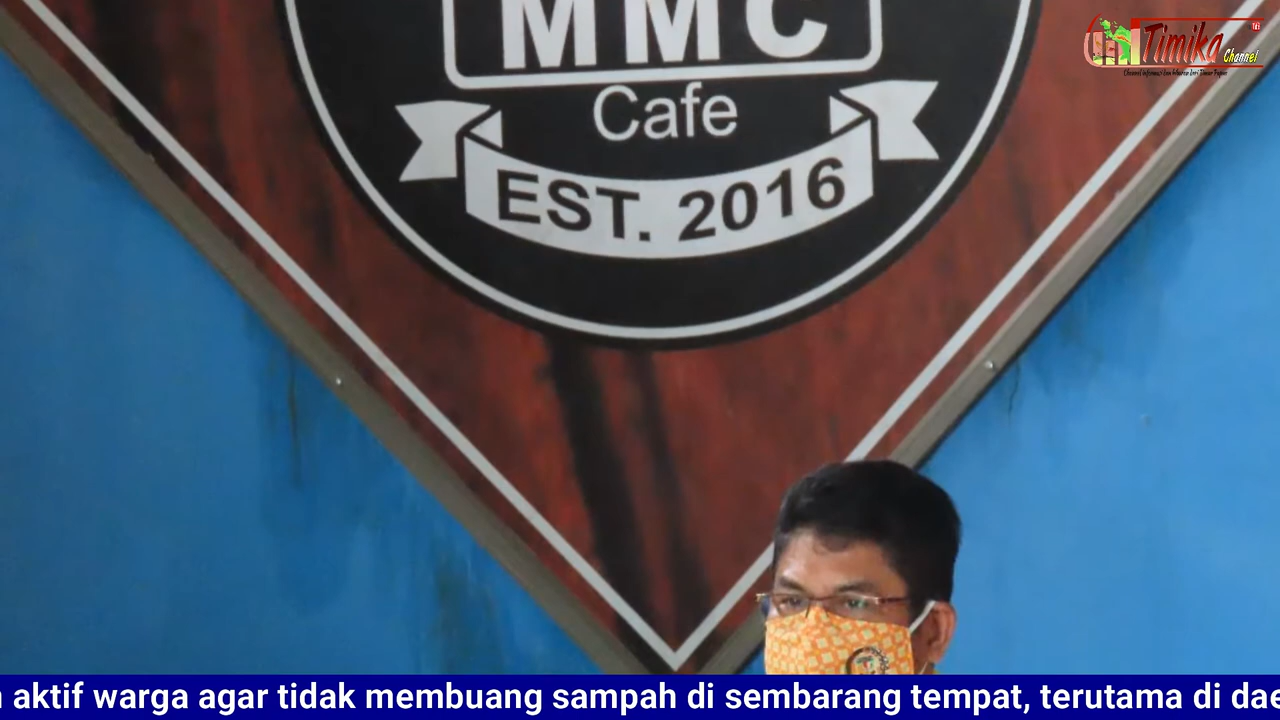 MMC
Cafe
EST. 2016
Timika
Channel
n aktif warga agar tidak membuang sampah di sembarang tempat, terutama di dae